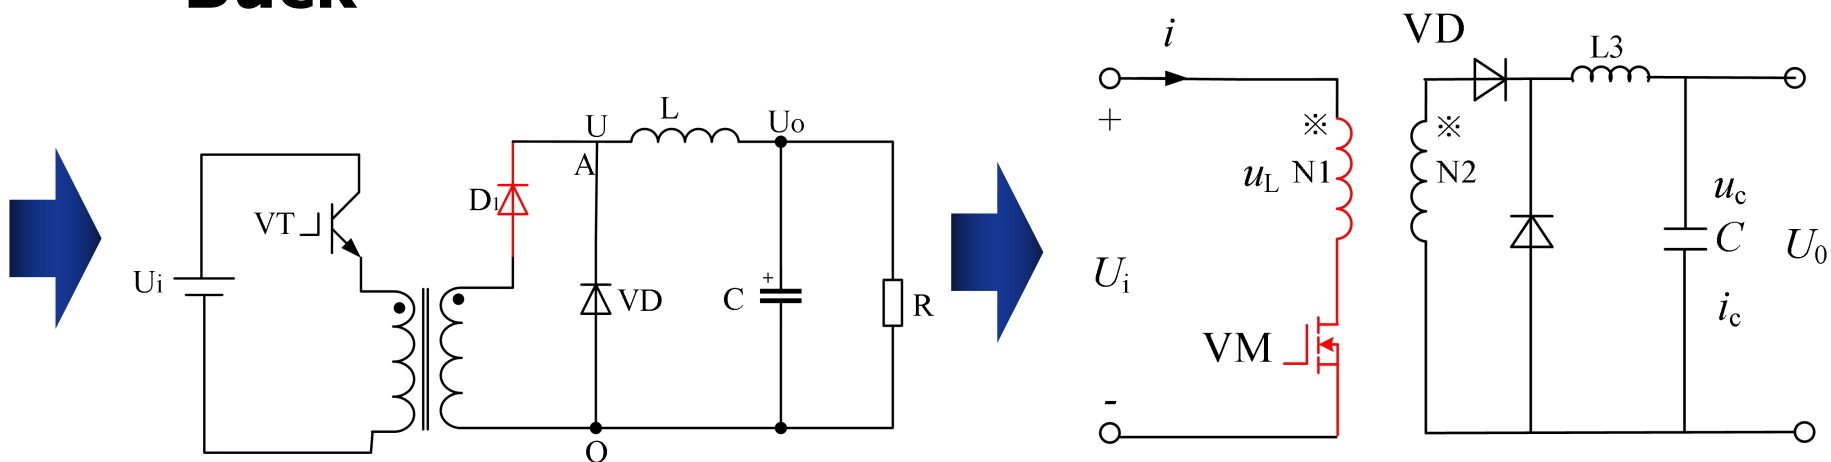 Buck
U
L
Uo
A
D1
VT
Ui
VD
C
+
R
O
i
+
※
uL
N1
Ui
VM
-
VD
L3
※
N2
uc
C
U0
ic